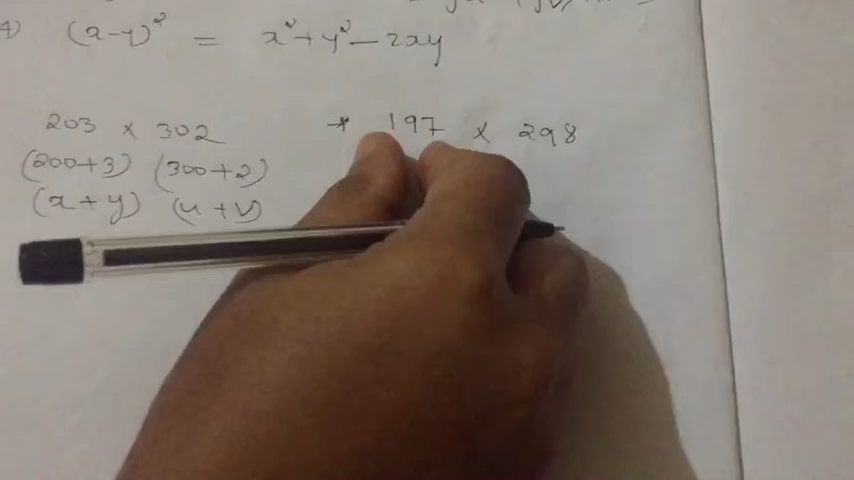 4) (x-y)² = x²+y²-2xy
203 x 302
(200+3) (300+2)
(x+y) (u+v)
* 197 x 298